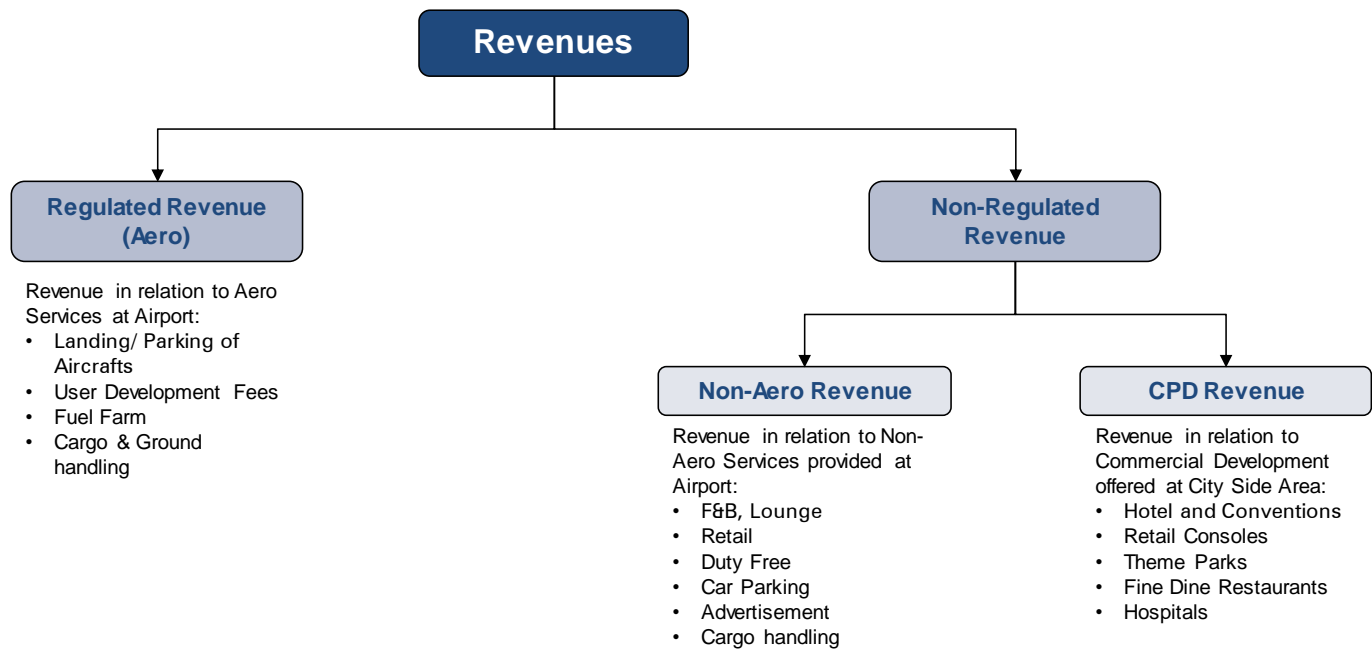 Revenues
Regulated Revenue
(Aero)
Revenue in relation to Aero
Services at Airport:
• Landing/ Parking of
Aircrafts
• User Development Fees
• Fuel Farm
• Cargo & Ground
handling
Non-Regulated
Revenue
Non-Aero Revenue
Revenue in relation to Non-
Aero Services provided at
Airport:
• F&B, Lounge
• Retail
• Duty Free
• Car Parking
• Advertisement
• Cargo handling
CPD Revenue
Revenue in relation to
Commercial Development
offered at City Side Area:
• Hotel and Conventions
• Retail Consoles
• Theme Parks
• Fine Dine Restaurants
• Hospitals